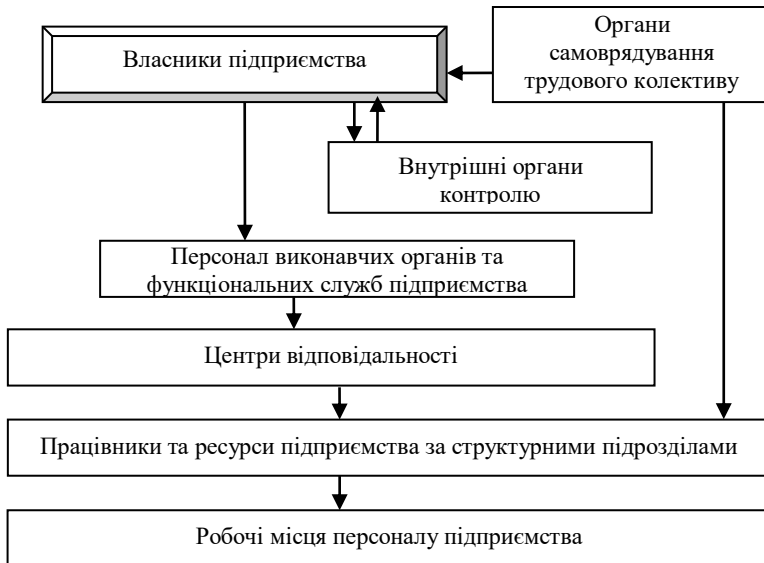 Власники підприємства
Органи
самоврядування
трудового колективу
Внутрішні органи
контролю
Персонал виконавчих органів та
функціональних служб підприємства
Центри відповідальності
Працівники та ресурси підприємства за структурними підрозділами
Робочі місця персоналу підприємства